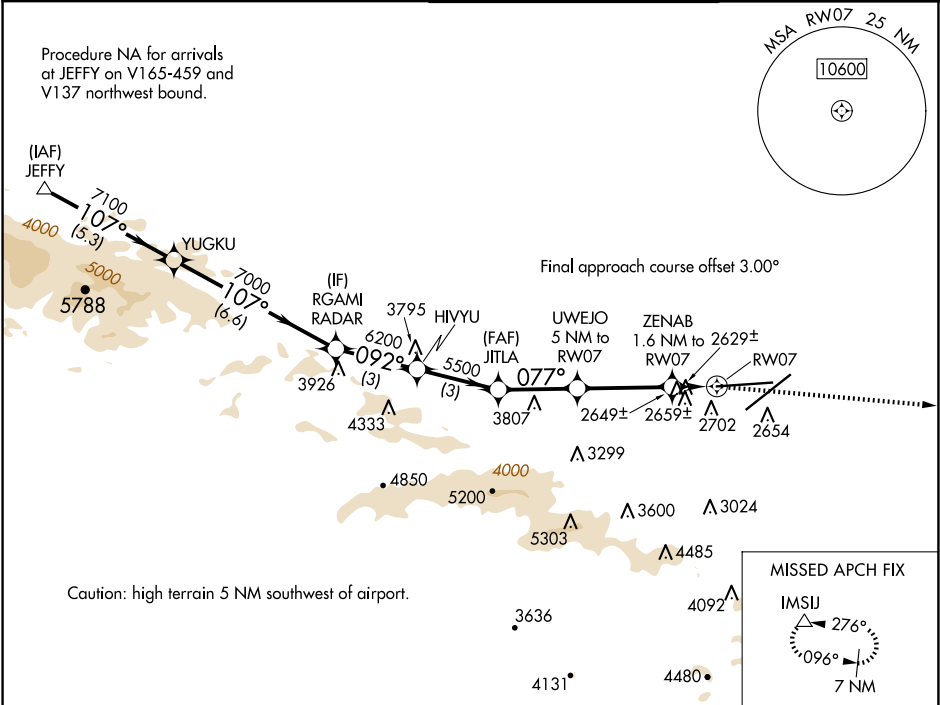 Procedure NA for arrivals
at JEFFY on V165-459 and
V137 northwest bound.
MSA RW07 25 NM
10600
(IAF)
JEFFY
7100
107°
(5.3)
4000
5000
5788
YUGKU
7000
107°
(6.6)
(IF)
RGAMI
RADAR
3926
6200
092°
(3)
3795
HIVYU
4333
5500
(3)
(FAF)
JITLA
077°
3807
Final approach course offset 3.00°
UWEJO
5 NM to
RW07
ZENAB
1.6 NM to
RW07
2629±
RW07
2649±
2659±
2702
2654
3299
4850
4000
5200
5303
3600
3024
4485
4092
Caution: high terrain 5 NM southwest of airport.
3636
4131
4480
MISSED APCH FIX
IMSIJ
276°
096°
7 NM